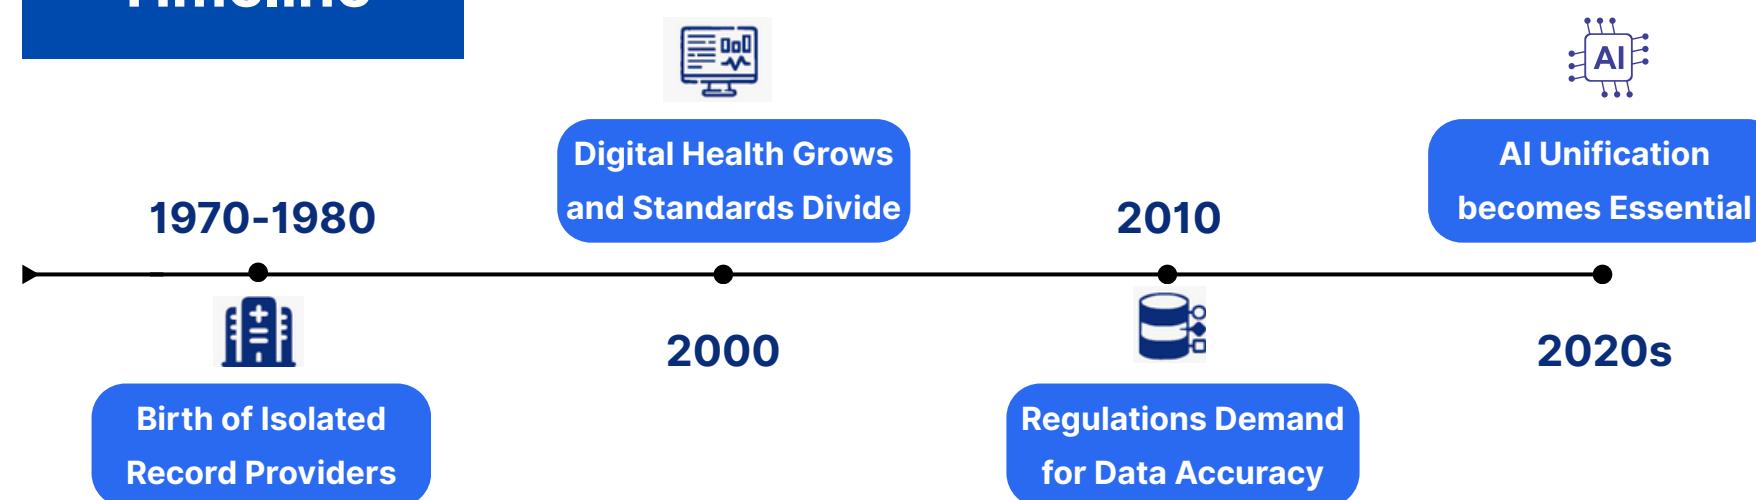 Timeline
AI
Digital Health Grows
and Standards Divide
AI Unification
becomes Essential
1970-1980
2010
2000
2020s
Birth of Isolated
Record Providers
Regulations Demand
for Data Accuracy